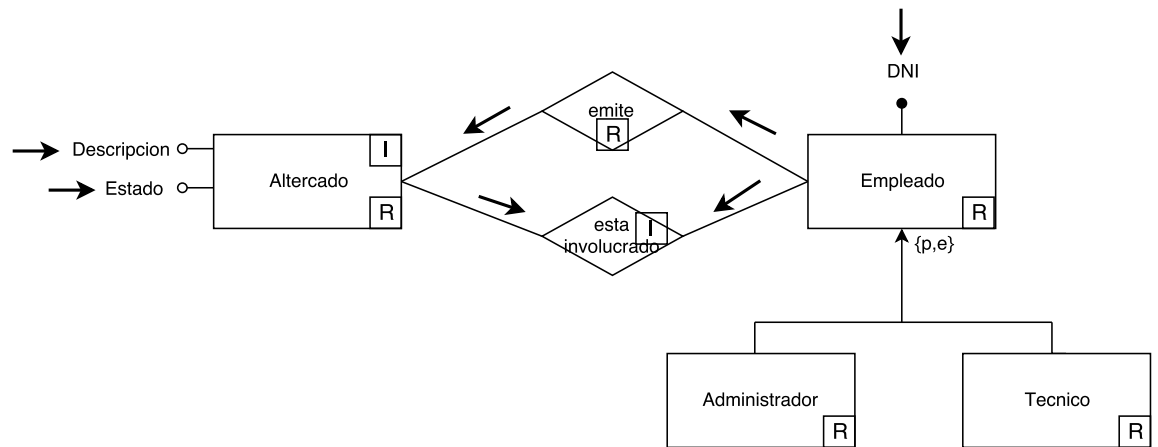 DNI
emite
R
Descripcion
I
Estado
Altercado
R
Empleado
R
esta
I
involucrado
{p,e}
Administrador
R
Tecnico
R